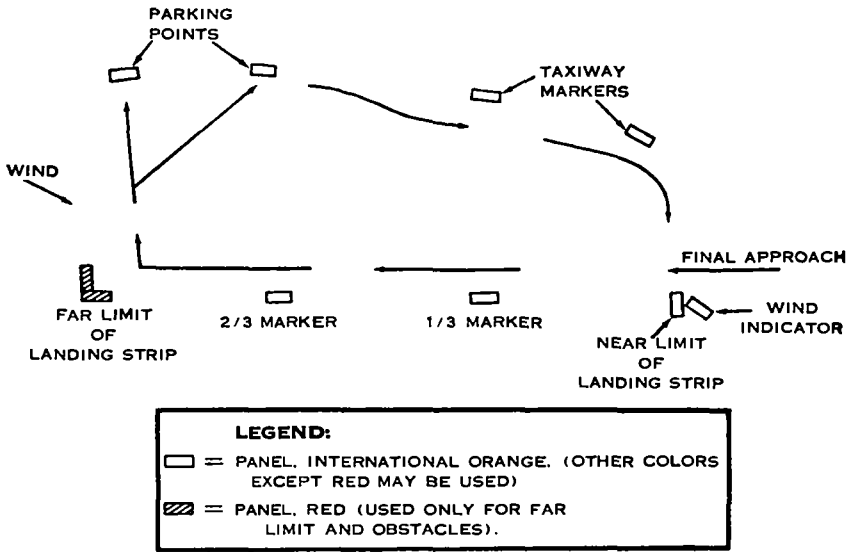 PARKING
POINTS
TAXIWAY
MARKERS
WIND
FINAL APPROACH
FAR LIMIT
OF
LANDING STRIP
2/3 MARKER
1/3 MARKER
WIND
INDICATOR
NEAR LIMIT
OF
LANDING STRIP
LEGEND:
= PANEL, INTERNATIONAL ORANGE. (OTHER COLORS
EXCEPT RED MAY BE USED)
= PANEL, RED (USED ONLY FOR FAR
LIMIT AND OBSTACLES).